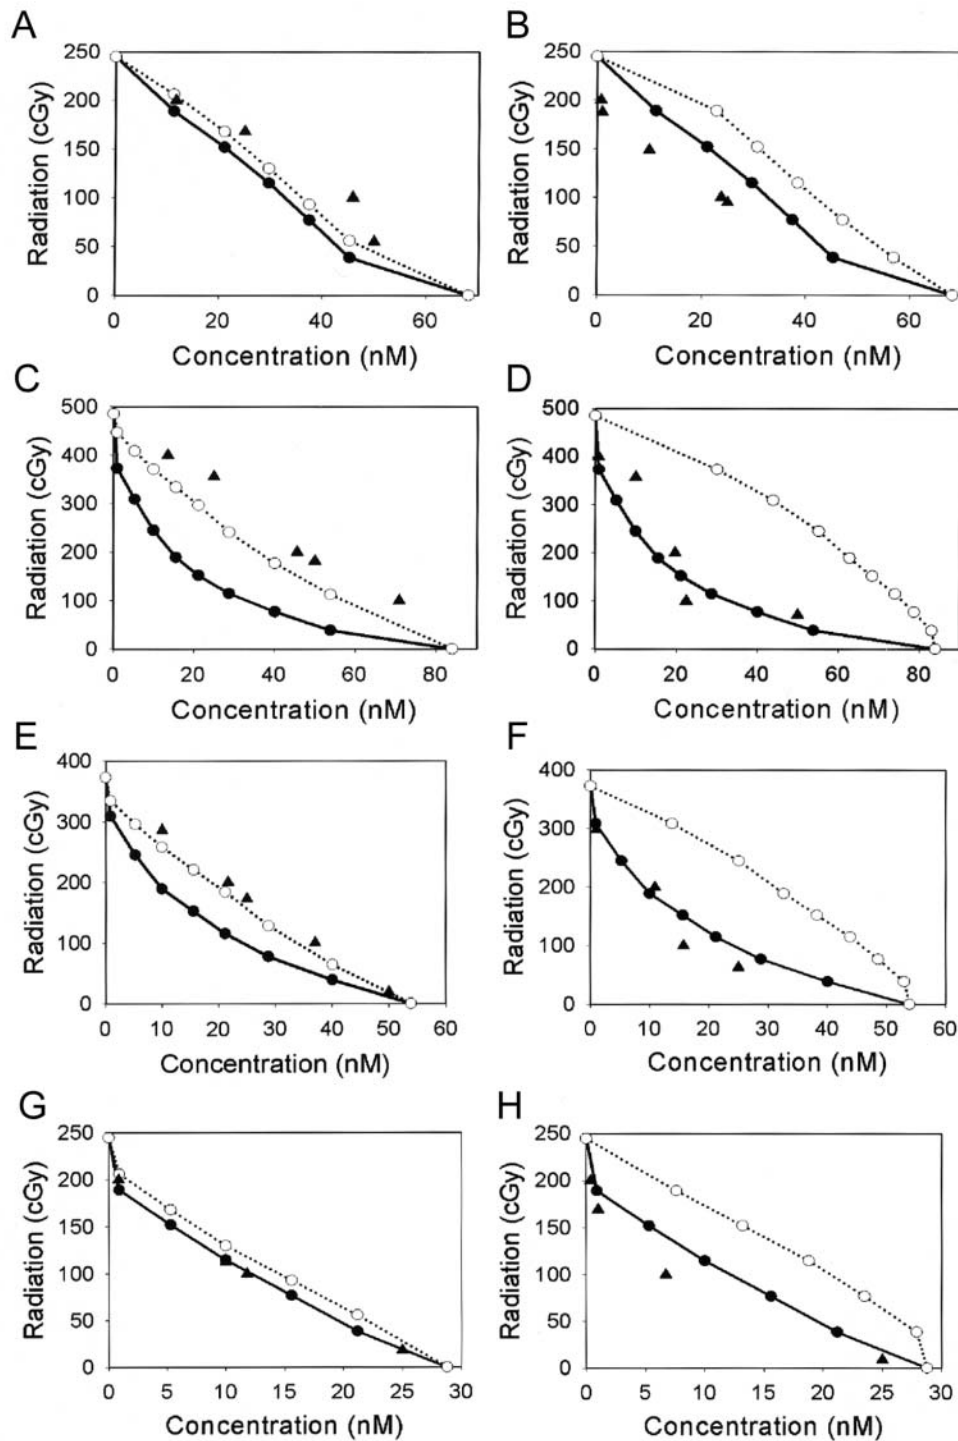 A
B
250
200
150
100
50
0
Radiation (cGy)
0 20 40 60
Concentration (nM)
250
200
150
100
50
0
Radiation (cGy)
0 20 40 60
Concentration (nM)
C
D
500
400
300
200
100
0
Radiation (cGy)
0 20 40 60 80
Concentration (nM)
500
400
300
200
100
0
Radiation (cGy)
0 20 40 60 80
Concentration (nM)
E
F
400
300
200
100
0
Radiation (cGy)
0 10 20 30 40 50 60
Concentration (nM)
400
300
200
100
0
Radiation (cGy)
0 10 20 30 40 50 60
Concentration (nM)
G
H
250
200
150
100
50
0
Radiation (cGy)
0 5 10 15 20 25 30
Concentration (nM)
250
200
150
100
50
0
Radiation (cGy)
0 5 10 15 20 25 30
Concentration (nM)